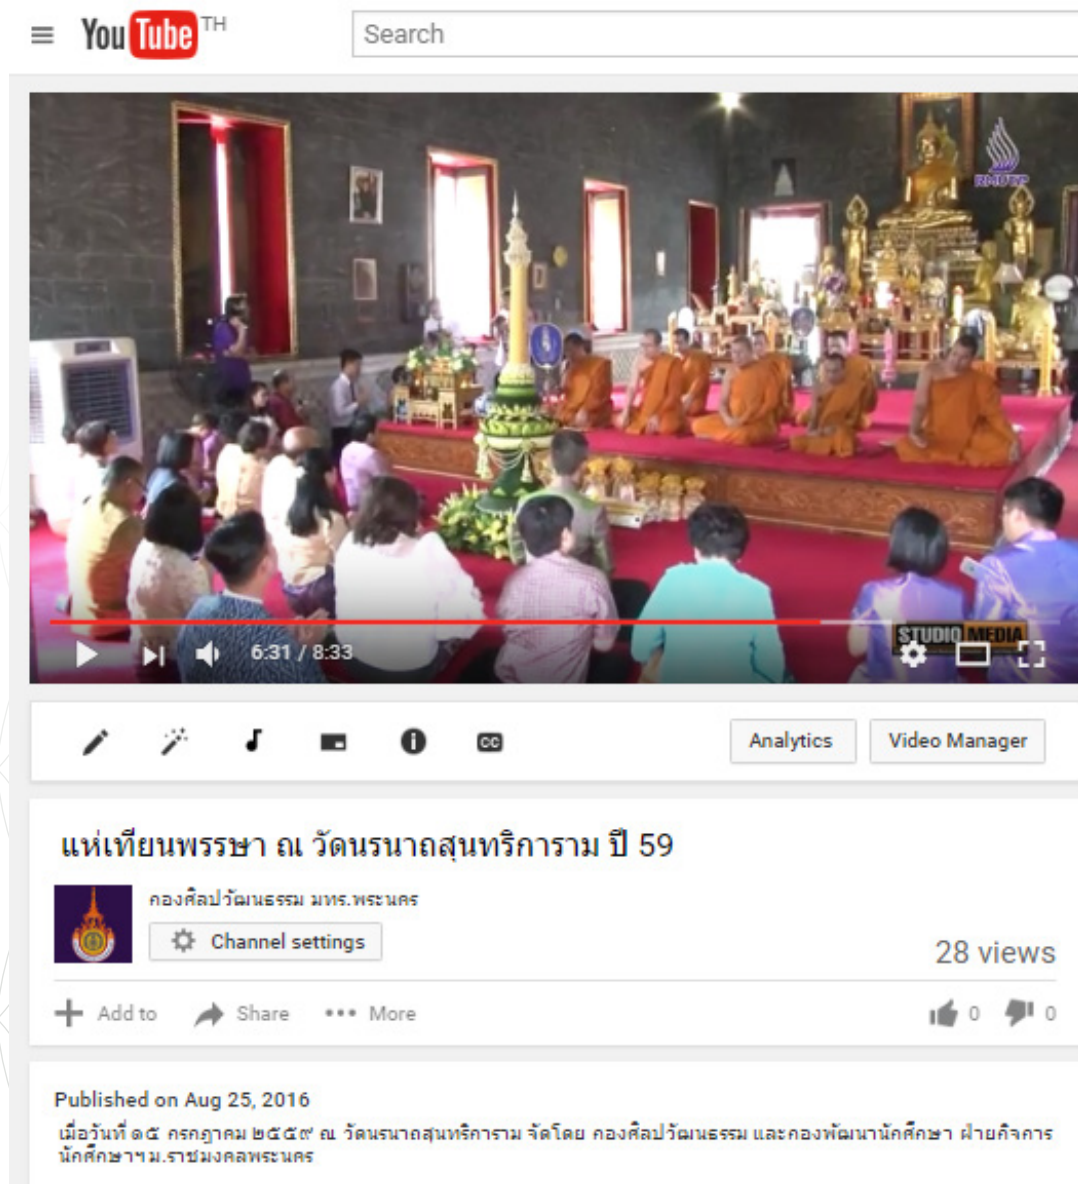 YouTube TH
Search
RMUTP
STUDIO MEDIA
6:31 / 8:33
CC
Analytics
Video Manager
แห่เทียนพรรษา ณ วัดนรนาถสุนทริการาม ปี 59
กองศิลปวัฒนธรรม มทร.พระนคร
Channel settings
28 views
Add to
Share
More
0
0
Published on Aug 25, 2016
เมื่อวันที่ ๑๕ กรกฎาคม ๒๕๕๙ ณ วัดนรนาถสุนทริการาม จัดโดย กองศิลปวัฒนธรรม และกองพัฒนานักศึกษา ฝ่ายกิจการ
นักศึกษาฯม.ราชมงคลพระนคร